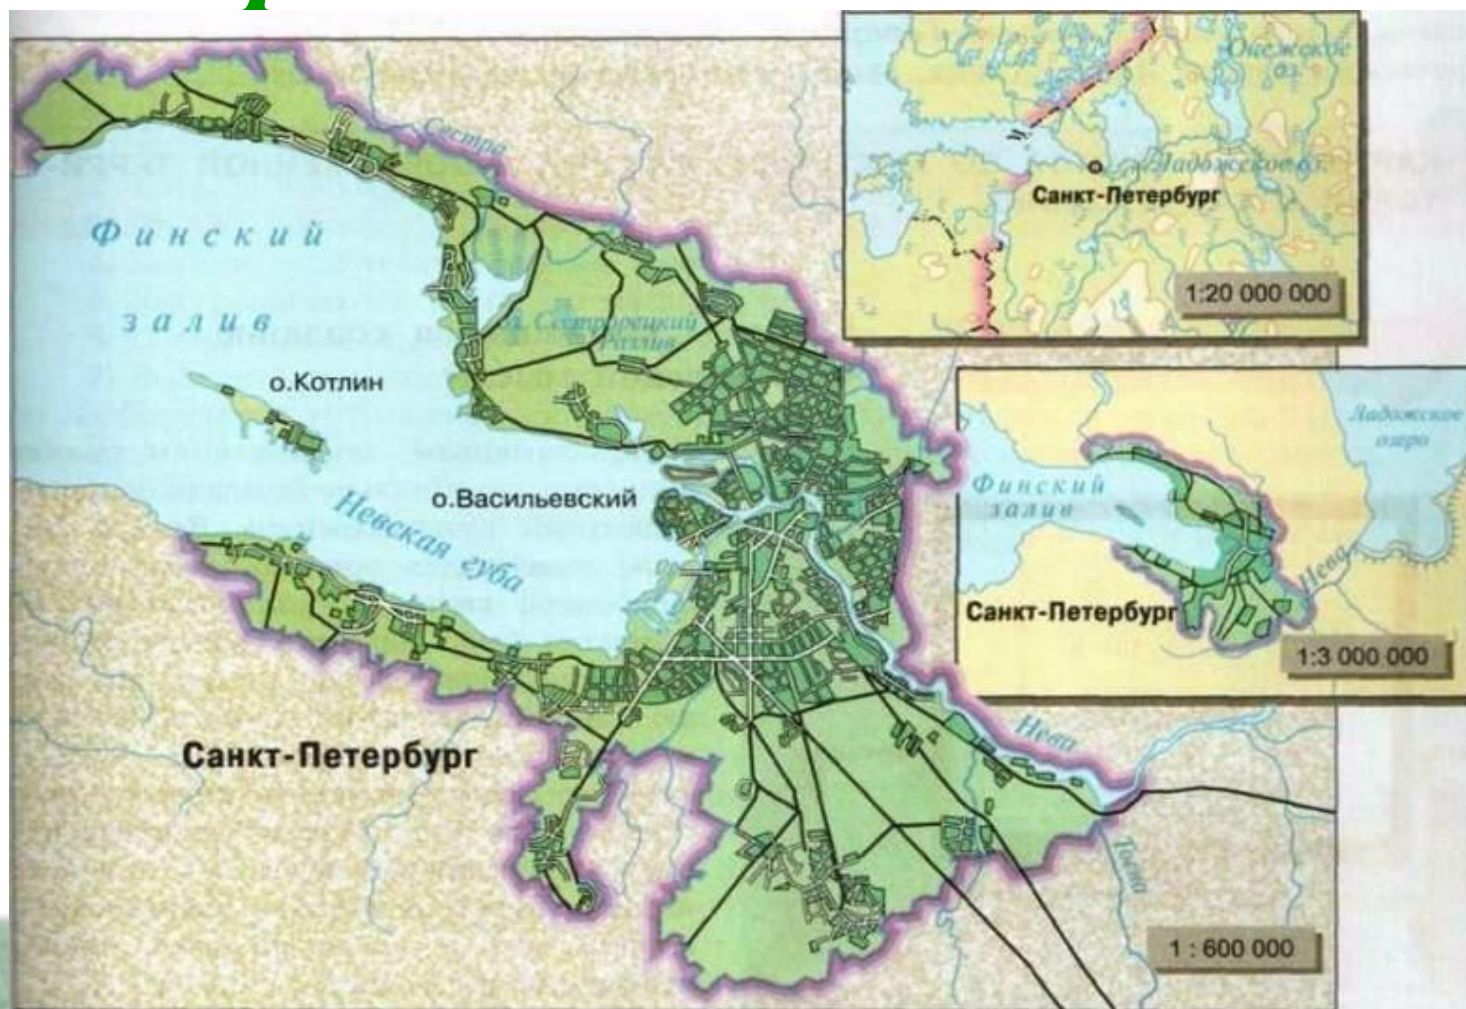 Финский
залив
Сестра
оз. Сестрорецкий
Разлив
о.Котлин
о.Васильевский
Невская губа
Санкт-Петербург
Нева
Тосна
1 : 600 000
Онежское
оз.
Ладожское оз.
Санкт-Петербург
1:20 000 000
Ладожское
озеро
Финский
залив
Нева
Санкт-Петербург
1:3 000 000